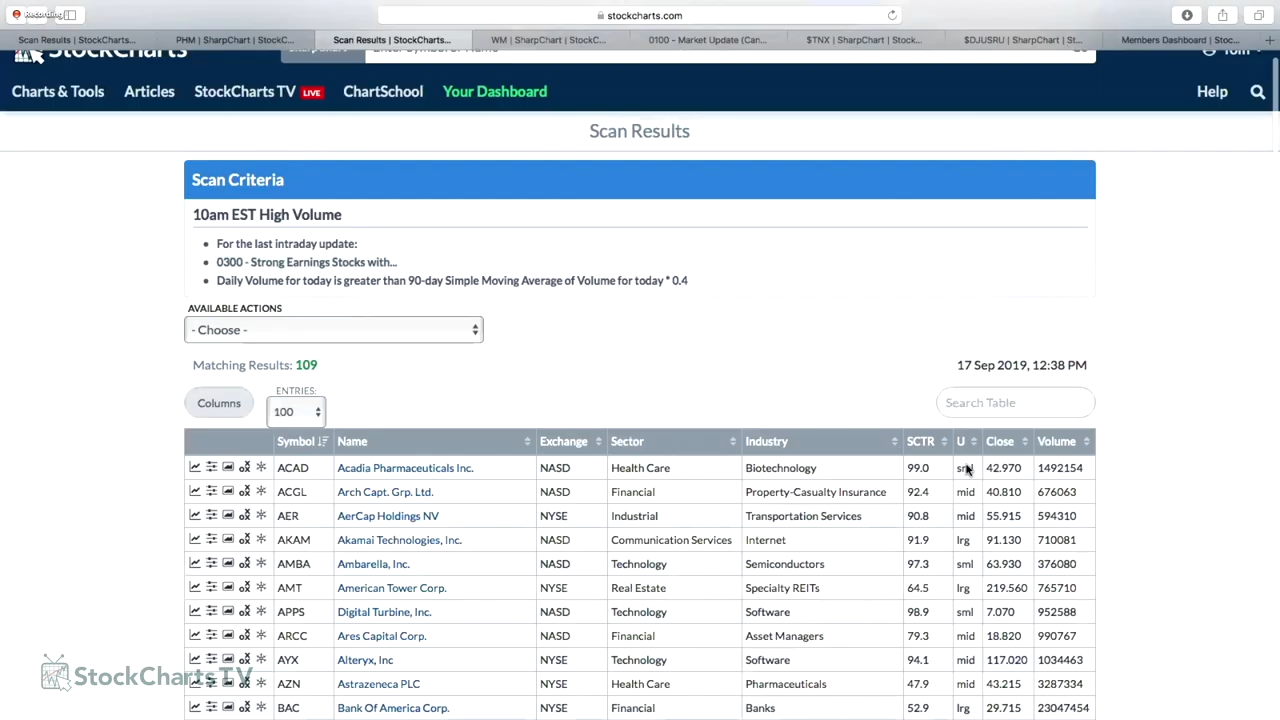 Recording
stockcharts.com
Scan Results | StockCharts...
PHM | SharpChart | StockC...
Scan Results | StockCharts...
WM | SharpChart | StockC...
0100 - Market Update (Can...
$TNX | SharpChart | Stock...
$DJUSRU | SharpChart | St...
Members Dashboard | Stoc...
StockCharts
Charts & Tools Articles StockCharts TV LIVE ChartSchool Your Dashboard Help
Scan Results
Scan Criteria
10am EST High Volume
For the last intraday update:
0300 - Strong Earnings Stocks with...
Daily Volume for today is greater than 90-day Simple Moving Average of Volume for today * 0.4
AVAILABLE ACTIONS
- Choose -
Matching Results: 109 17 Sep 2019, 12:38 PM
ENTRIES:
Columns 100 Search Table
Symbol Name Exchange Sector Industry SCTR U Close Volume
ACAD Acadia Pharmaceuticals Inc. NASD Health Care Biotechnology 99.0 sml 42.970 1492154
ACGL Arch Capt. Grp. Ltd. NASD Financial Property-Casualty Insurance 92.4 mid 40.810 676063
AER AerCap Holdings NV NYSE Industrial Transportation Services 90.8 mid 55.915 594310
AKAM Akamai Technologies, Inc. NASD Communication Services Internet 91.9 lrg 91.130 710081
AMBA Ambarella, Inc. NASD Technology Semiconductors 97.3 sml 63.930 376080
AMT American Tower Corp. NYSE Real Estate Specialty REITs 64.5 lrg 219.560 765710
APPS Digital Turbine, Inc. NASD Technology Software 98.9 sml 7.070 952588
ARCC Ares Capital Corp. NASD Financial Asset Managers 79.3 mid 18.820 990767
AYX Alteryx, Inc NYSE Technology Software 94.1 mid 117.020 1034463
AZN Astrazeneca PLC NYSE Health Care Pharmaceuticals 47.9 mid 43.215 3287334
BAC Bank Of America Corp. NYSE Financial Banks 52.9 lrg 29.715 23047454
StockChartsTV